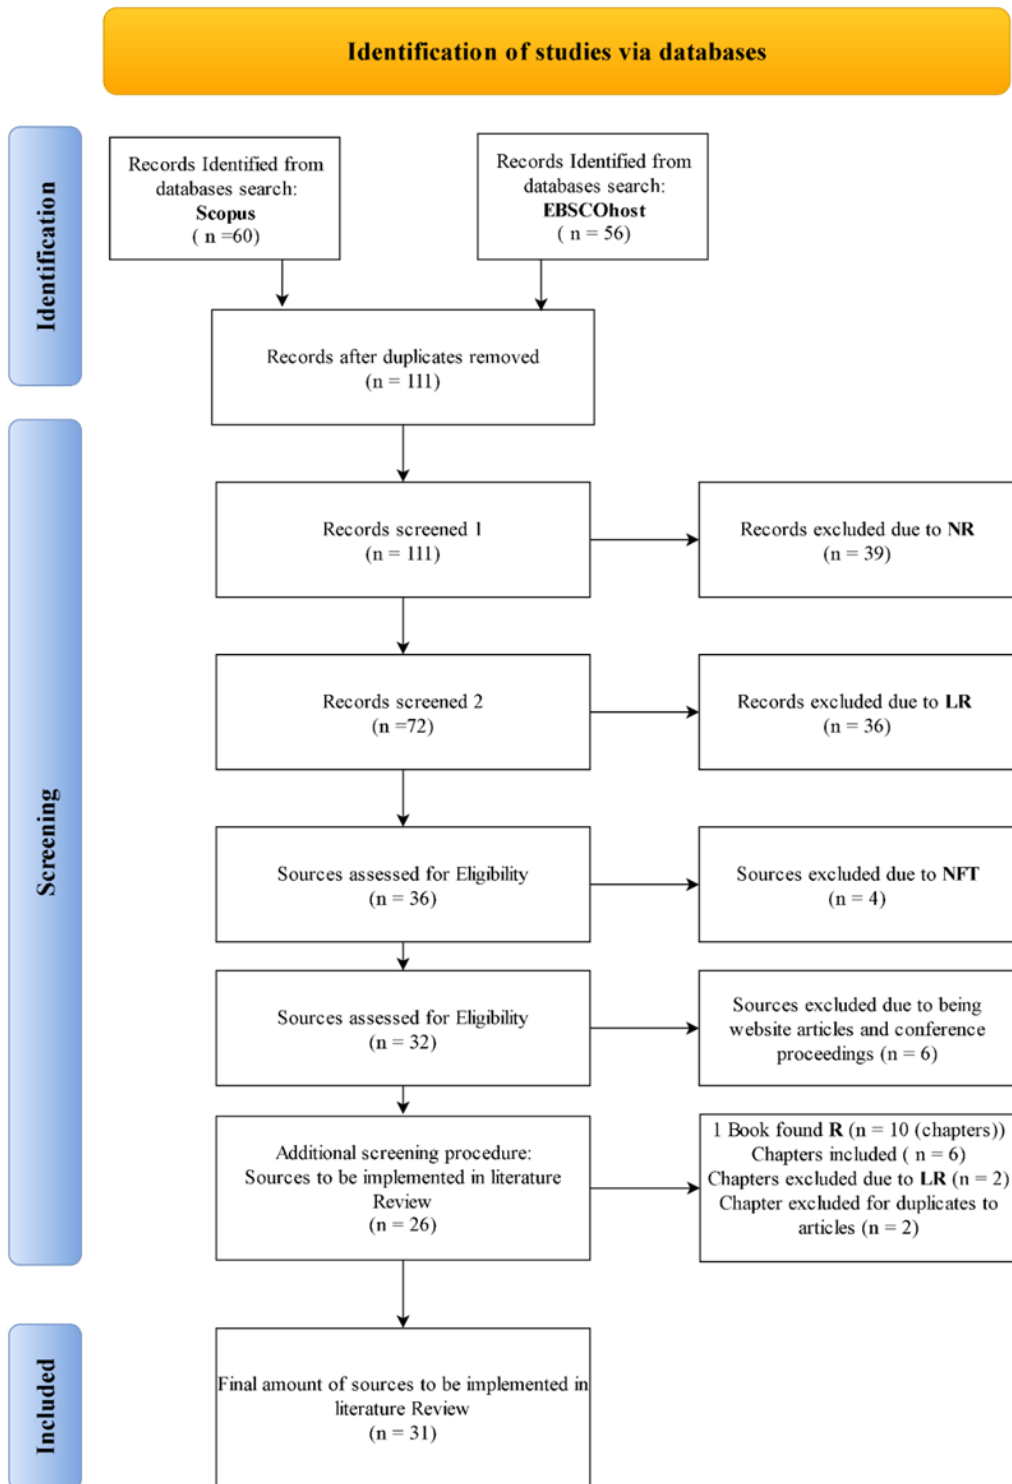 Identification of studies via databases
Identification
Records Identified from
databases search:
Scopus
( n =60)
Records Identified from
databases search:
EBSCOhost
( n = 56)
Records after duplicates removed
(n = 111)
Screening
Records screened 1
(n = 111)
Records excluded due to NR
(n = 39)
Records screened 2
(n =72)
Records excluded due to LR
(n = 36)
Sources assessed for Eligibility
(n = 36)
Sources excluded due to NFT
(n = 4)
Sources assessed for Eligibility
(n = 32)
Sources excluded due to being
website articles and conference
proceedings (n = 6)
Additional screening procedure:
Sources to be implemented in literature
Review
(n = 26)
1 Book found R (n = 10 (chapters))
Chapters included ( n = 6)
Chapters excluded due to LR (n = 2)
Chapter excluded for duplicates to
articles (n = 2)
Included
Final amount of sources to be implemented in
literature Review
(n = 31)